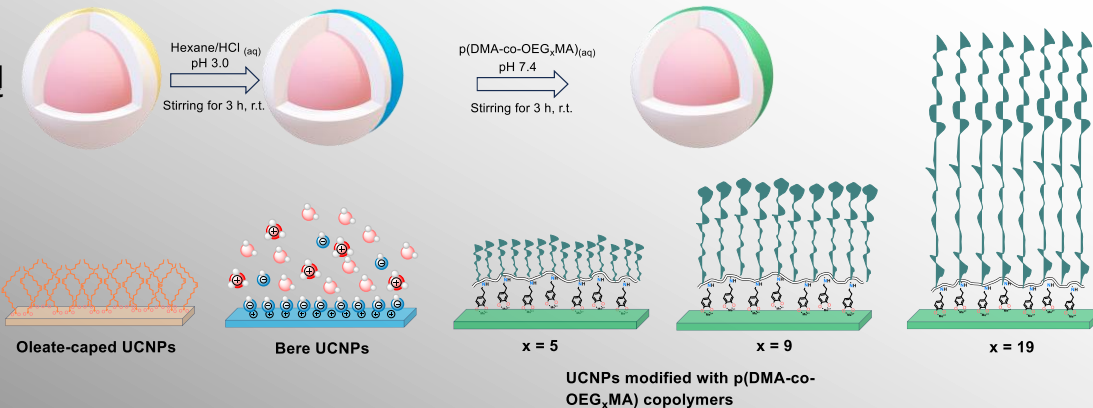 Hexane/HCl (aq)
pH 3.0
Stirring for 3 h, r.t.
p(DMA-co-OEGxMA)(aq)
pH 7.4
Stirring for 3 h, r.t.
Oleate-caped UCNPs
Bere UCNPs
x = 5
x = 9
x = 19
UCNPs modified with p(DMA-co-
OEGxMA) copolymers